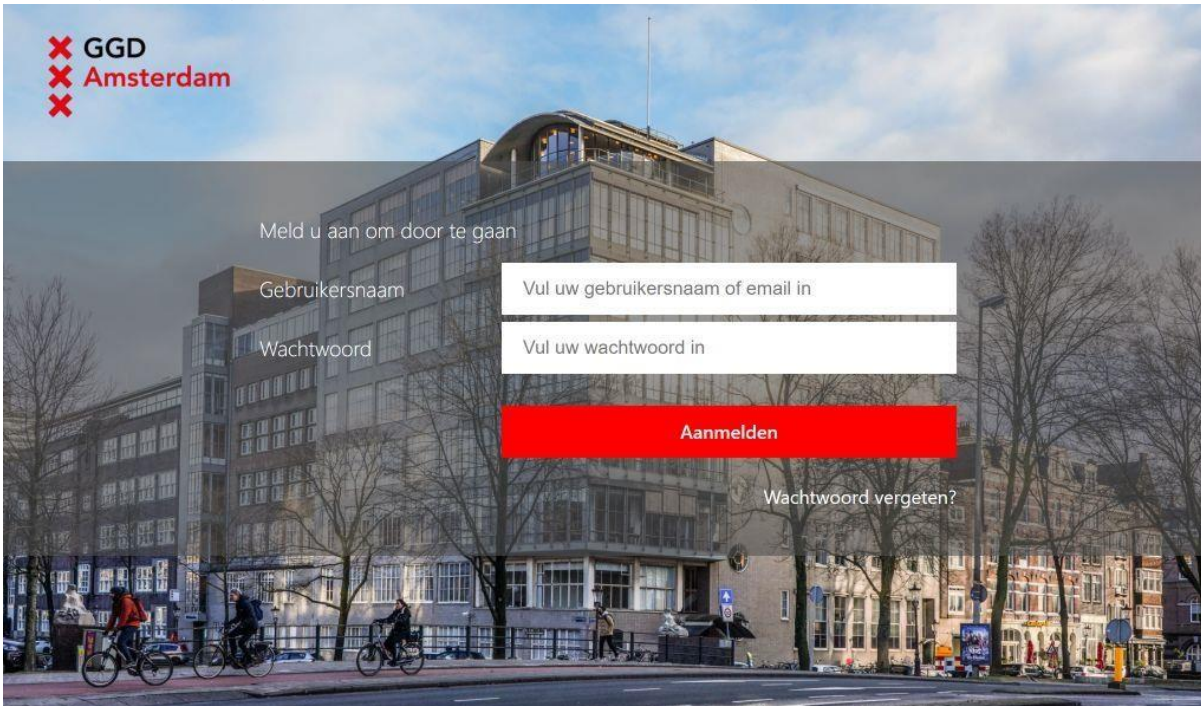 GGD
Amsterdam
Meld u aan om door te gaan
Gebruikersnaam
Vul uw gebruikersnaam of email in
Wachtwoord
Vul uw wachtwoord in
Aanmelden
Wachtwoord vergeten?